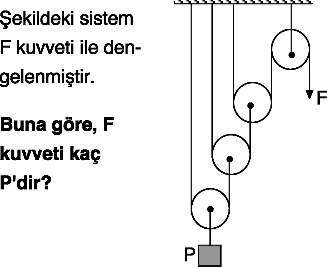 Şekildeki sistem
F kuvveti ile den-
gelenmiştir.
Buna göre, F
kuvveti kaç
P'dir?
F
P